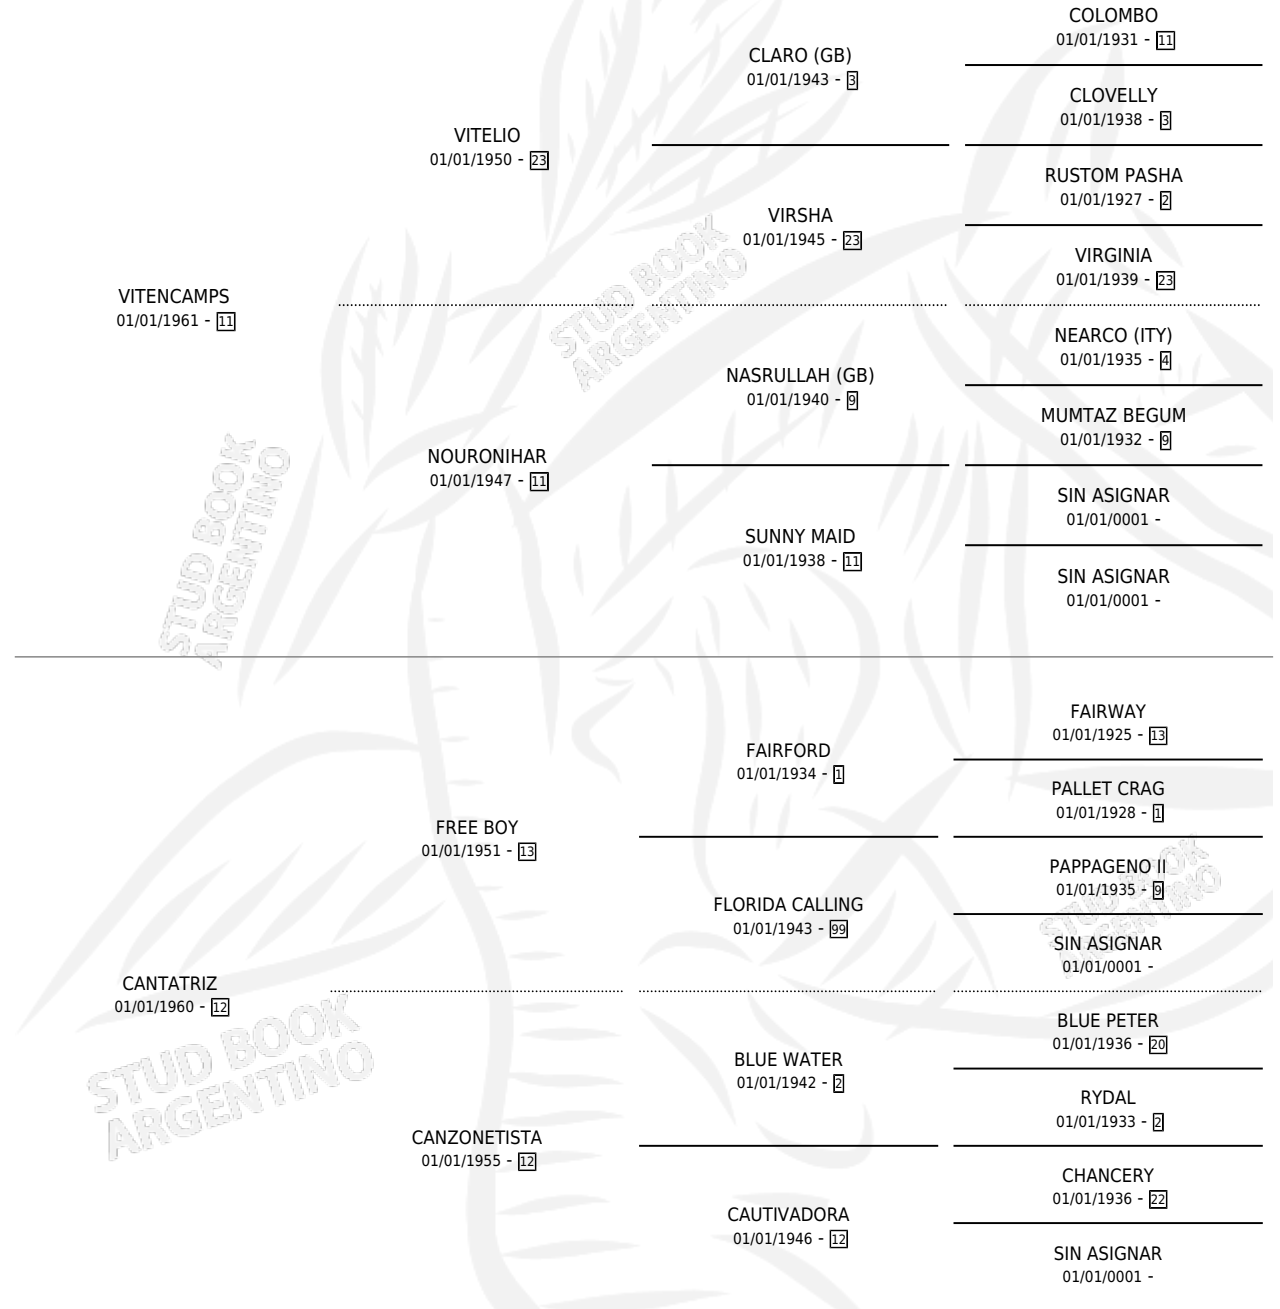 COLOMBO
01/01/1931 - 11
CLARO (GB)
01/01/1943 - 3
CLOVELLY
01/01/1938 - 3
VITELIO
01/01/1950 - 23
RUSTOM PASHA
01/01/1927 - 2
VIRSHA
01/01/1945 - 23
VIRGINIA
01/01/1939 - 23
VITENCAMPS
01/01/1961 - 11
STUD BOOK
ARGENTINO
NEARCO (ITY)
01/01/1935 - 4
NASRULLAH (GB)
01/01/1940 - 9
MUMTAZ BEGUM
01/01/1932 - 9
NOURONIHAR
01/01/1947 - 11
SIN ASIGNAR
01/01/0001 -
SUNNY MAID
01/01/1938 - 11
SIN ASIGNAR
01/01/0001 -
STUD BOOK
ARGENTINO
FAIRWAY
01/01/1925 - 13
FAIRFORD
01/01/1934 - 1
PALLET CRAG
01/01/1928 - 1
FREE BOY
01/01/1951 - 13
PAPPAGENO II
01/01/1935 - 9
FLORIDA CALLING
01/01/1943 - 99
STUD BOOK
ARGENTINO
SIN ASIGNAR
01/01/0001 -
CANTATRIZ
01/01/1960 - 12
BLUE PETER
01/01/1936 - 20
BLUE WATER
01/01/1942 - 2
RYDAL
01/01/1933 - 2
STUD BOOK
ARGENTINO
CANZONETISTA
01/01/1955 - 12
CHANCERY
01/01/1936 - 22
CAUTIVADORA
01/01/1946 - 12
SIN ASIGNAR
01/01/0001 -